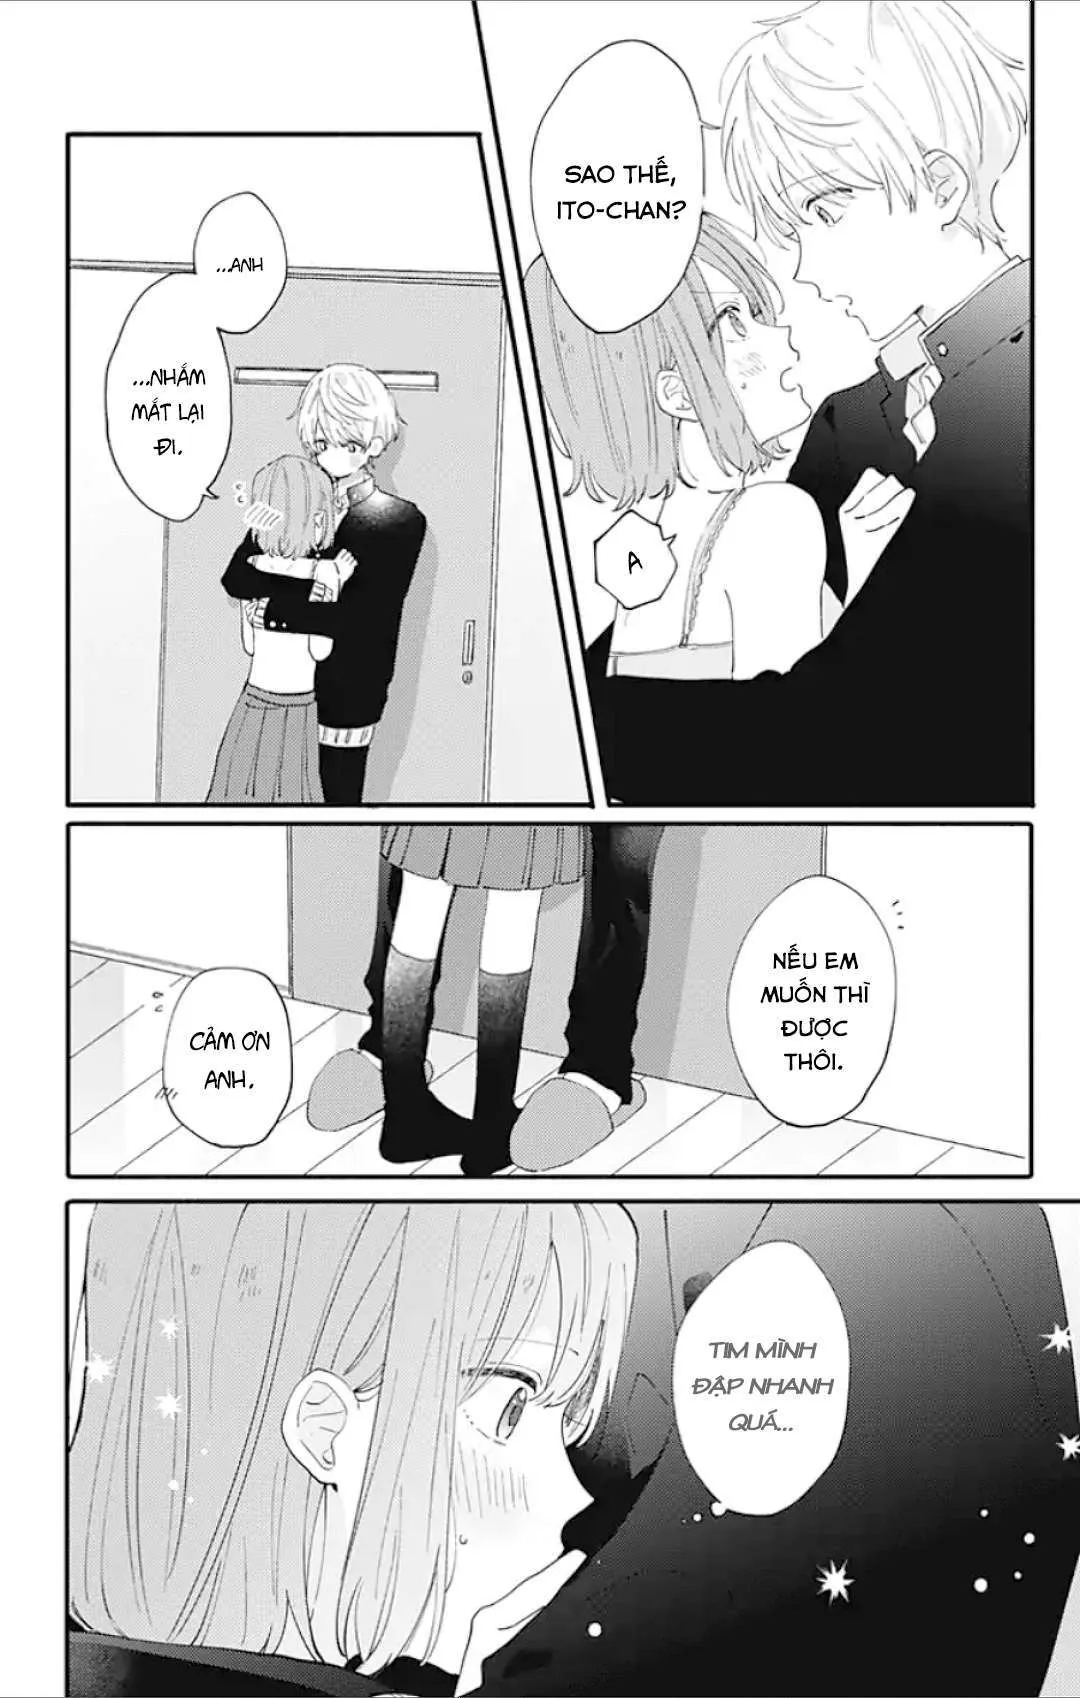 SAO THẾ,
ITO-CHAN?
A
...ANH
...NHẮM
MẮT LẠI
ĐI.
NẾU EM
MUỐN THÌ
ĐƯỢC
THÔI.
CẢM ƠN
ANH.
TIM MÌNH
ĐẬP NHANH
QUÁ...